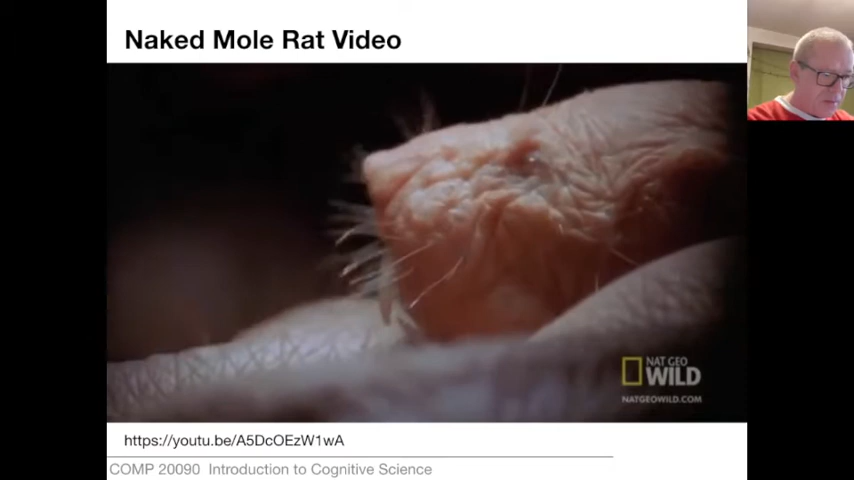 Naked Mole Rat Video
NAT GEO
WILD
NATGEOWILD.COM
https://youtu.be/A5DcOEzW1wA
COMP 20090 Introduction to Cognitive Science